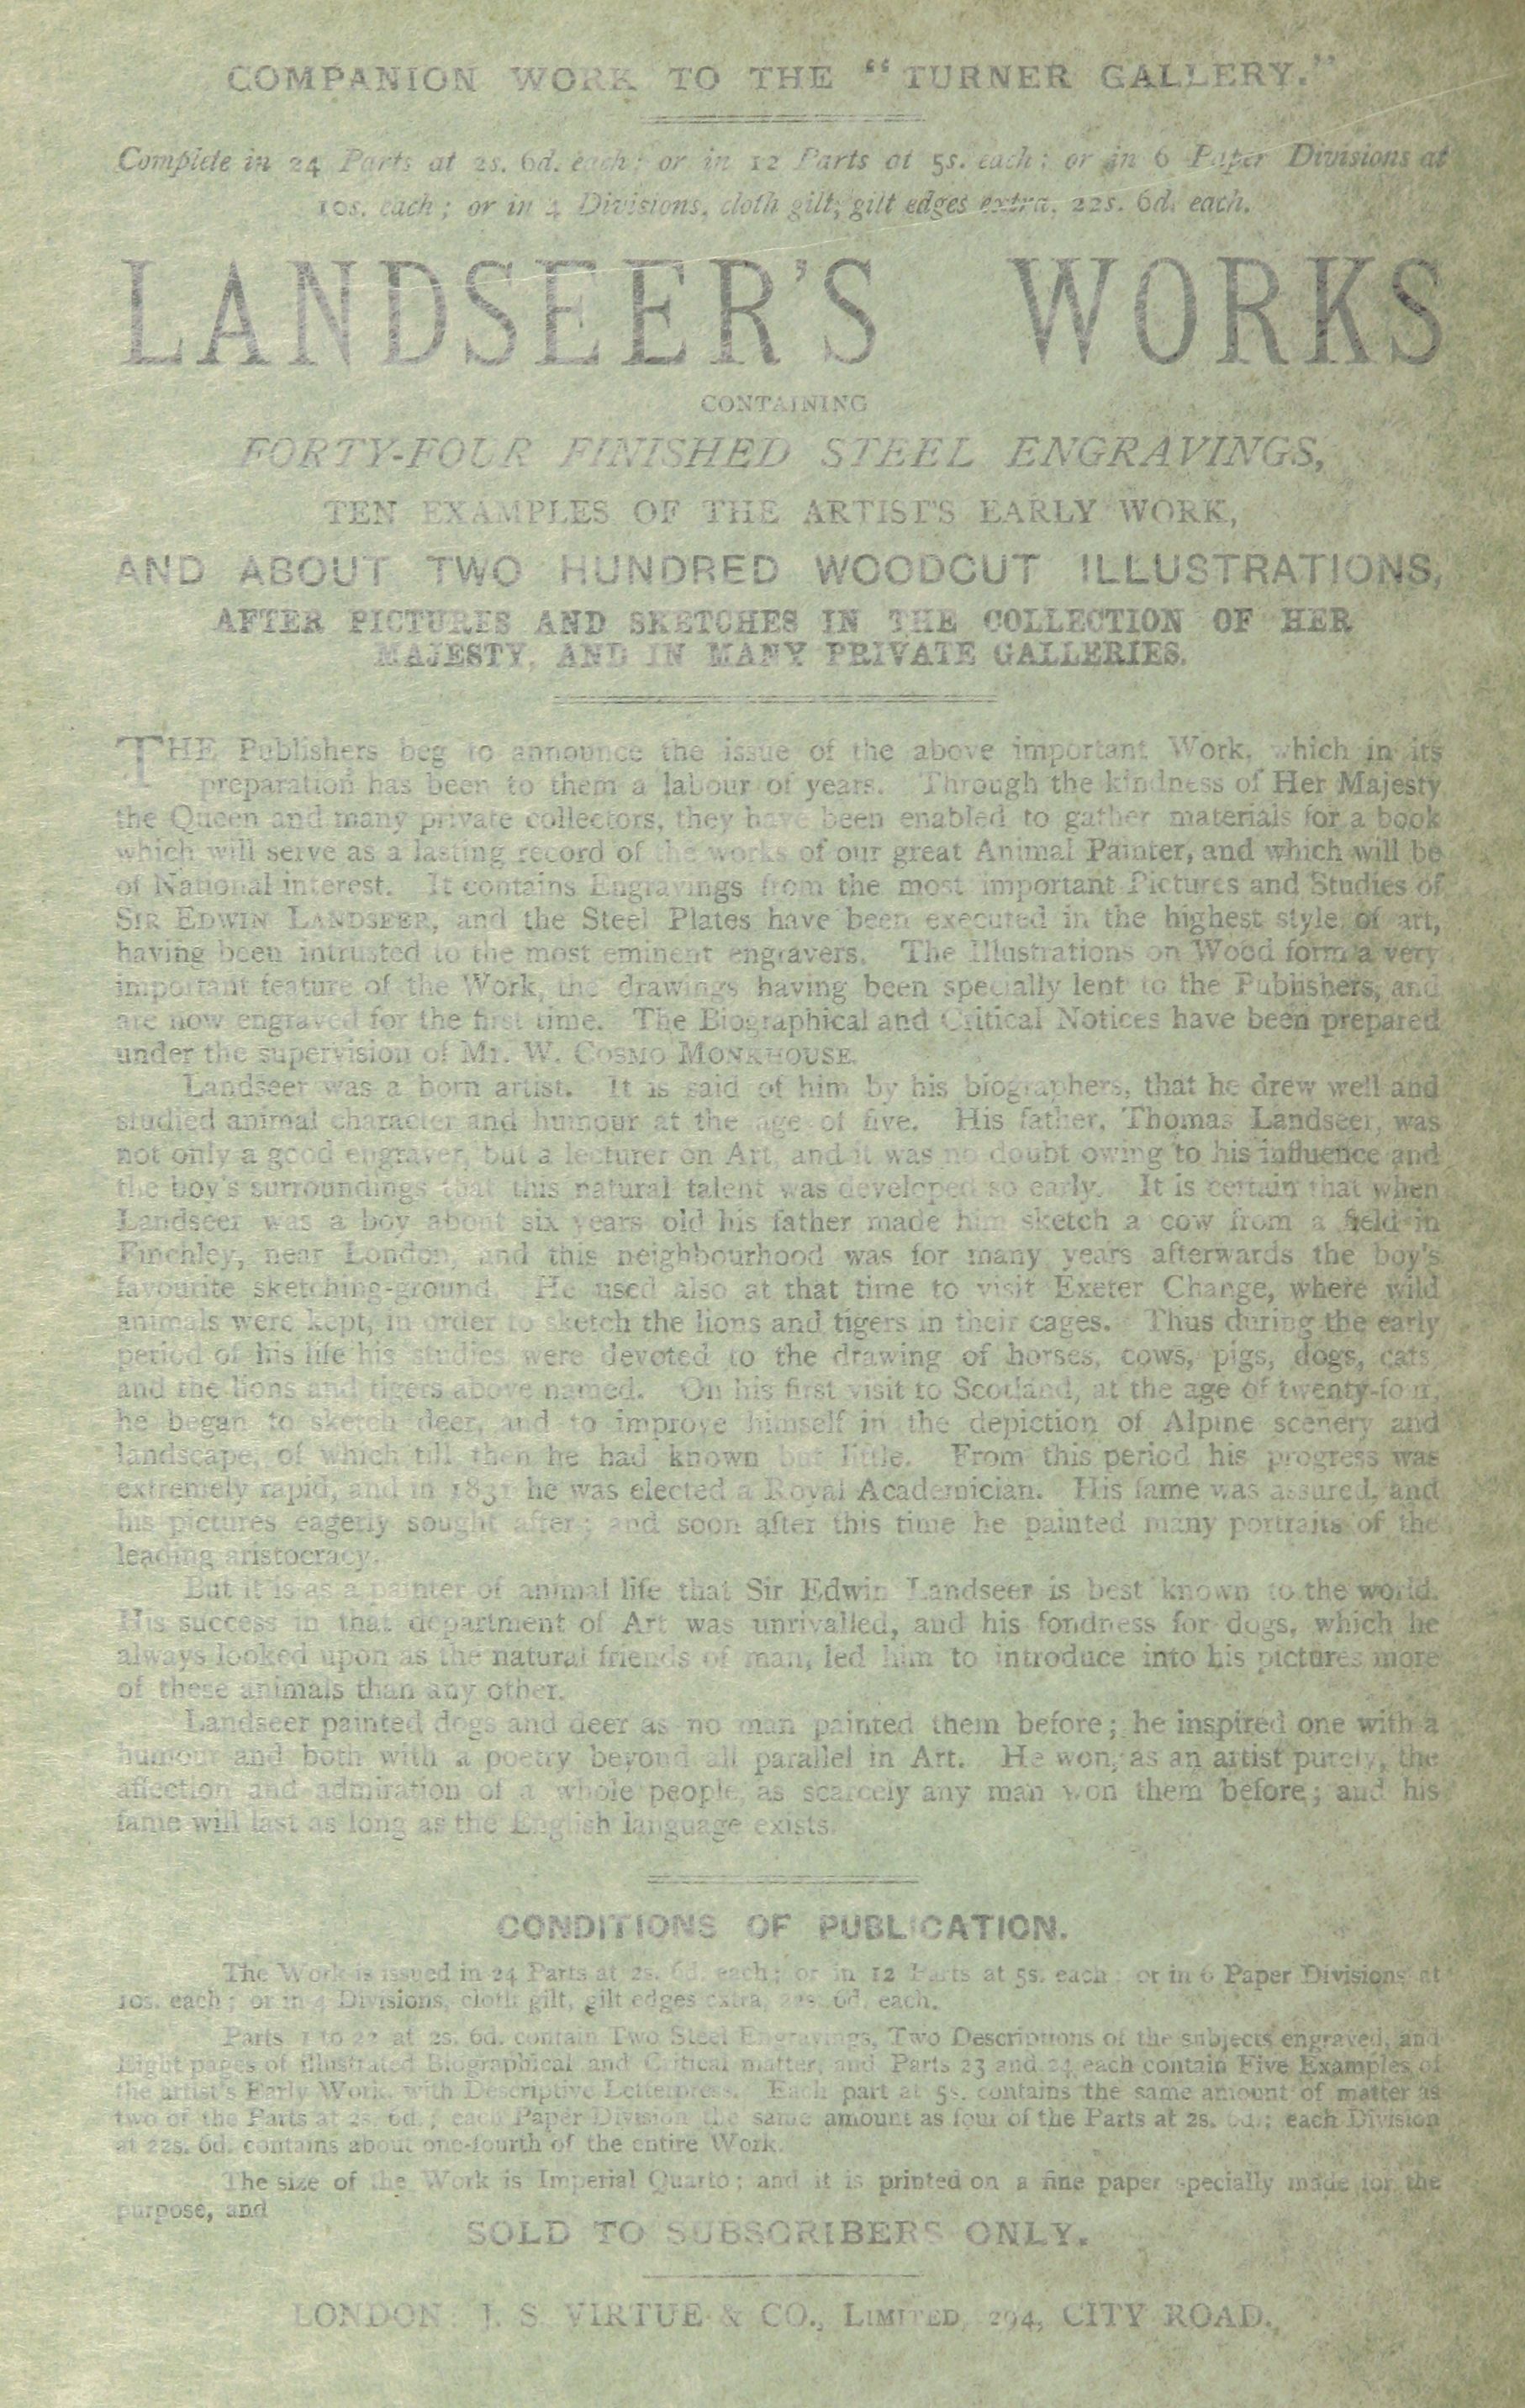 COMPANION WORK TO THE “TURNER GALLERY.”
Complete in 24 Parts at 2s. 6d. each; or in 12 Parts at 5s. each; or in 6 Paper Divisions at
10s. each; or in 4 Divisions, cloth gilt, gilt edges extra, 22s. 6d. each.
LANDSEER'S WORKS
CONTAINING
FORTY-FOUR FINISHED STEEL ENGRAVINGS,
TEN EXAMPLES OF THE ARTIST'S EARLY WORK,
AND ABOUT TWO HUNDRED WOODCUT ILLUSTRATIONS,
AFTER PICTURES AND SKETCHES IN THE COLLECTION OF HER
MAJESTY, AND IN MANY PRIVATE GALLERIES.
THE Publishers beg to announce the issue of the above important Work, which in its
preparation has been to them a labour of years. Through the kindness of Her Majesty
the Queen and many private collectors, they have been enabled to gather materials for a book
which will serve as a lasting record of the works of our great Animal Painter, and which will be
of National interest. It contains Engravings from the most important Pictures and Studies of
SIR EDWIN LANDSEER, and the Steel Plates have been executed in the highest style of art,
having been intrusted to the most eminent engravers. The Illustrations on Wood form a very
important feature of the Work, the drawings having been specially lent to the Publishers, and
are now engraved for the first time. The Biographical and Critical Notices have been prepared
under the supervision of Mr. W. COSMO MONKHOUSE.
Landseer was a born artist. It is said of him by his biographers, that he drew well and
studied animal character and humour at the age of five. His father, Thomas Landseer, was
not only a good engraver, but a lecturer on Art, and it was no doubt owing to his influence and
the boy's surroundings that this natural talent was developed so early. It is certain that when
Landseer was a boy about six years old his father made him sketch a cow from a field in
Finchley, near London, and this neighbourhood was for many years afterwards the boy's
favourite sketching-ground. He used also at that time to visit Exeter Change, where wild
animals were kept, in order to sketch the lions and tigers in their cages. Thus during the early
period of his life his studies were devoted to the drawing of horses, cows, pigs, dogs, cats,
and the lions and tigers above named. On his first visit to Scotland, at the age of twenty-four,
he began to sketch deer, and to improve himself in the depiction of Alpine scenery and
landscape, of which till then he had known but little. From this period his progress was
extremely rapid, and in 1831 he was elected a Royal Academician. His fame was assured, and
his pictures eagerly sought after; and soon after this time he painted many portraits of the
leading aristocracy.
But it is as a painter of animal life that Sir Edwin Landseer is best known to the world.
His success in that department of Art was unrivalled, and his fondness for dogs, which he
always looked upon as the natural friends of man, led him to introduce into his pictures more
of these animals than any other.
Landseer painted dogs and deer as no man painted them before; he inspired one with a
humour and both with a poetry beyond all parallel in Art. He won, as an artist purely, the
affection and admiration of a whole people, as scarcely any man won them before; and his
fame will last as long as the English language exists.
CONDITIONS OF PUBLICATION.
The Work is issued in 24 Parts at 2s. 6d. each; or in 12 Parts at 5s. each; or in 6 Paper Divisions at
10s. each; or in 4 Divisions, cloth gilt, gilt edges extra, 22s. 6d. each.
Parts 1 to 22 at 2s. 6d. contain Two Steel Engravings, Two Descriptions of the subjects engraved, and
Eight pages of illustrated Biographical and Critical matter, and Parts 23 and 24 each contain Five Examples of
the artist's Early Work, with Descriptive Letterpress. Each part at 5s. contains the same amount of matter as
two of the Parts at 2s. 6d.; each Paper Division the same amount as four of the Parts at 2s. 6d.; each Division
at 22s. 6d. contains about one-fourth of the entire Work.
The size of the Work is Imperial Quarto; and it is printed on a fine paper specially made for the
purpose, and
SOLD TO SUBSCRIBERS ONLY.
LONDON: J. S. VIRTUE & CO., LIMITED, 294, CITY ROAD.